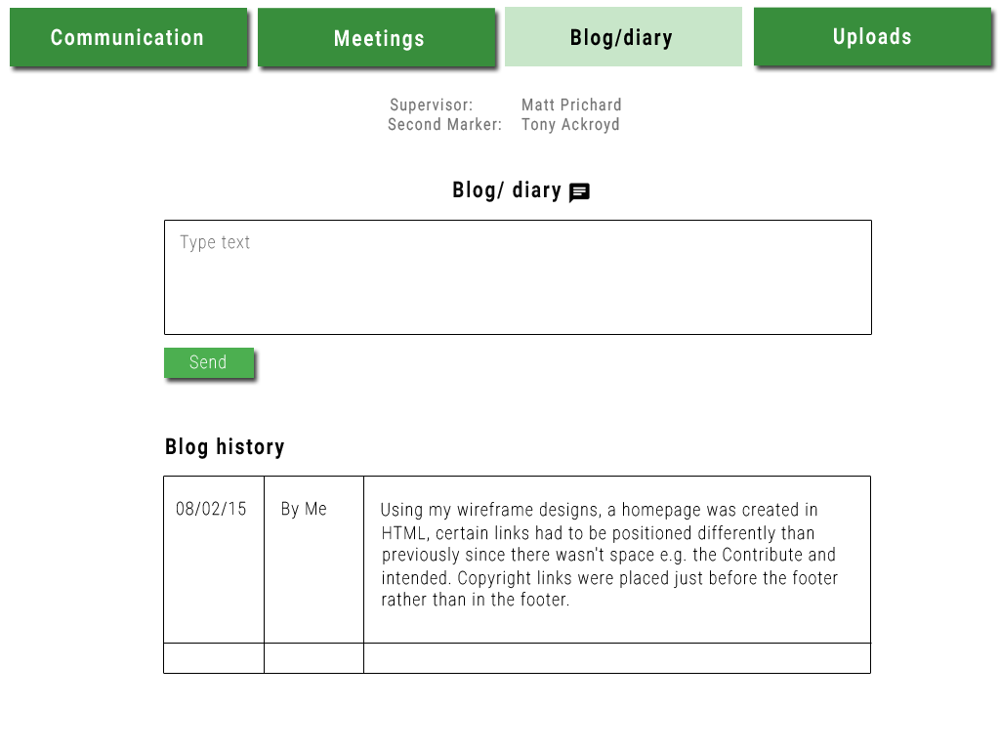 Communication
Meetings
Blog/diary
Uploads
Supervisor: Matt Prichard
Second Marker: Tony Ackroyd
Blog/ diary
Type text
Send
Blog history
08/02/15
By Me
Using my wireframe designs, a homepage was created in
HTML, certain links had to be positioned differently than
previously since there wasn't space e.g. the Contribute and
intended. Copyright links were placed just before the footer
rather than in the footer.